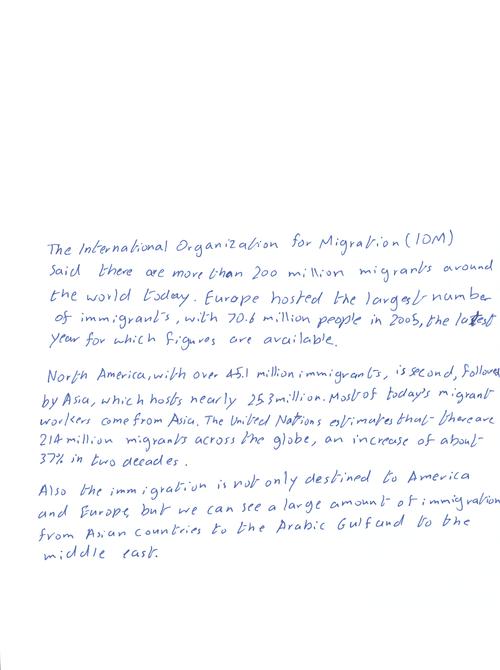 The International Organization for Migration (IOM)
Said there are more than 200 million migrants around
the world today. Europe hosted the largest number
of immigrants, with 70.6 million people in 2005, the latest
year for which figures are available.
North America, with over 45.1 million immigrants, is second, followed
by Asia, which hosts nearly 25.3 million. Most of today's migrant
workers come from Asia. The United Nations estimates that there are
214 million migrants across the globe, an increase of about
37% in two decades.
Also the immigration is not only destined to America
and Europe, but we can see a large amount of immigration
from Asian countries to the Arabic Gulf and to the
middle east.